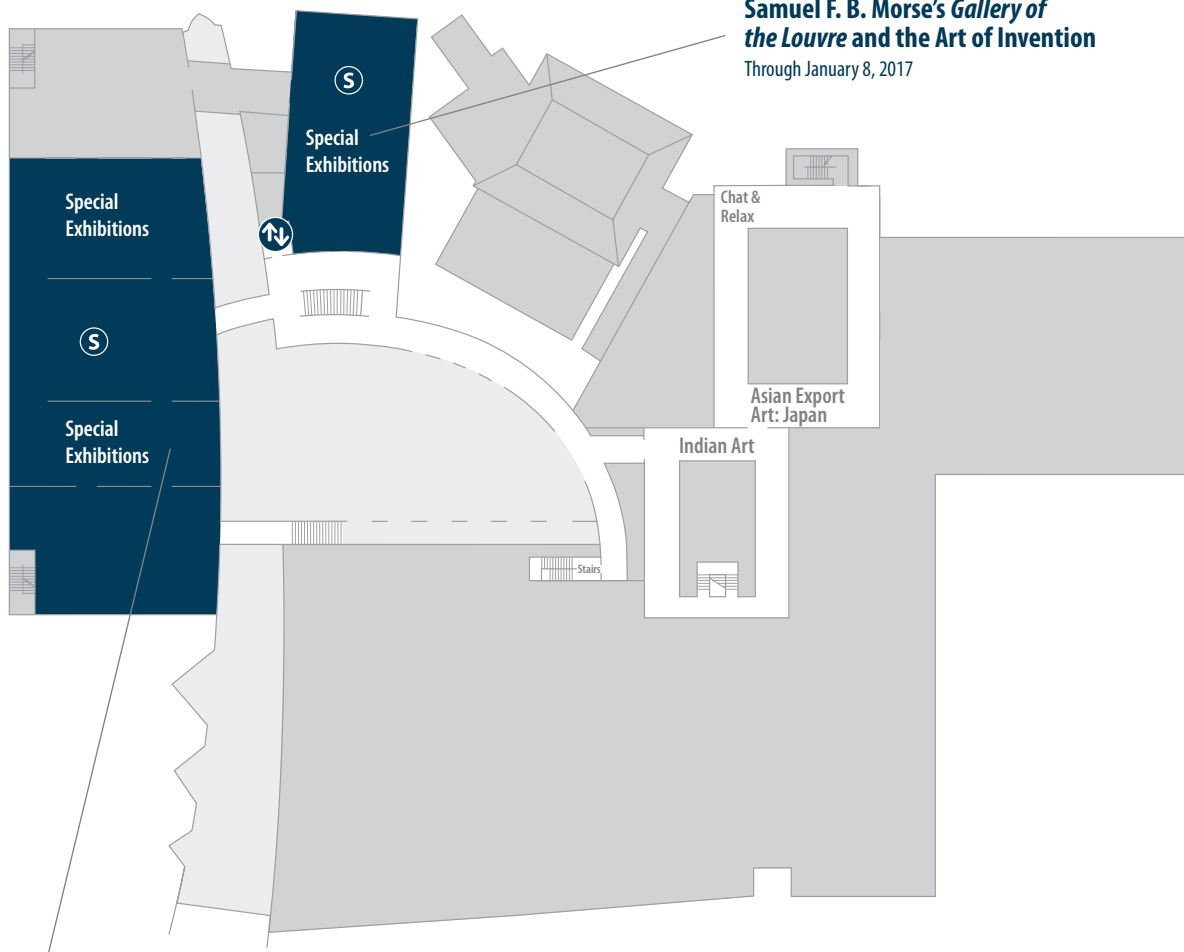 Samuel F. B. Morse's Gallery of
the Louvre and the Art of Invention
Through January 8, 2017
S
Special
Exhibitions
Special
Exhibitions
Chat &
Relax
S
Asian Export
Art: Japan
Special
Exhibitions
Indian Art
Stairs